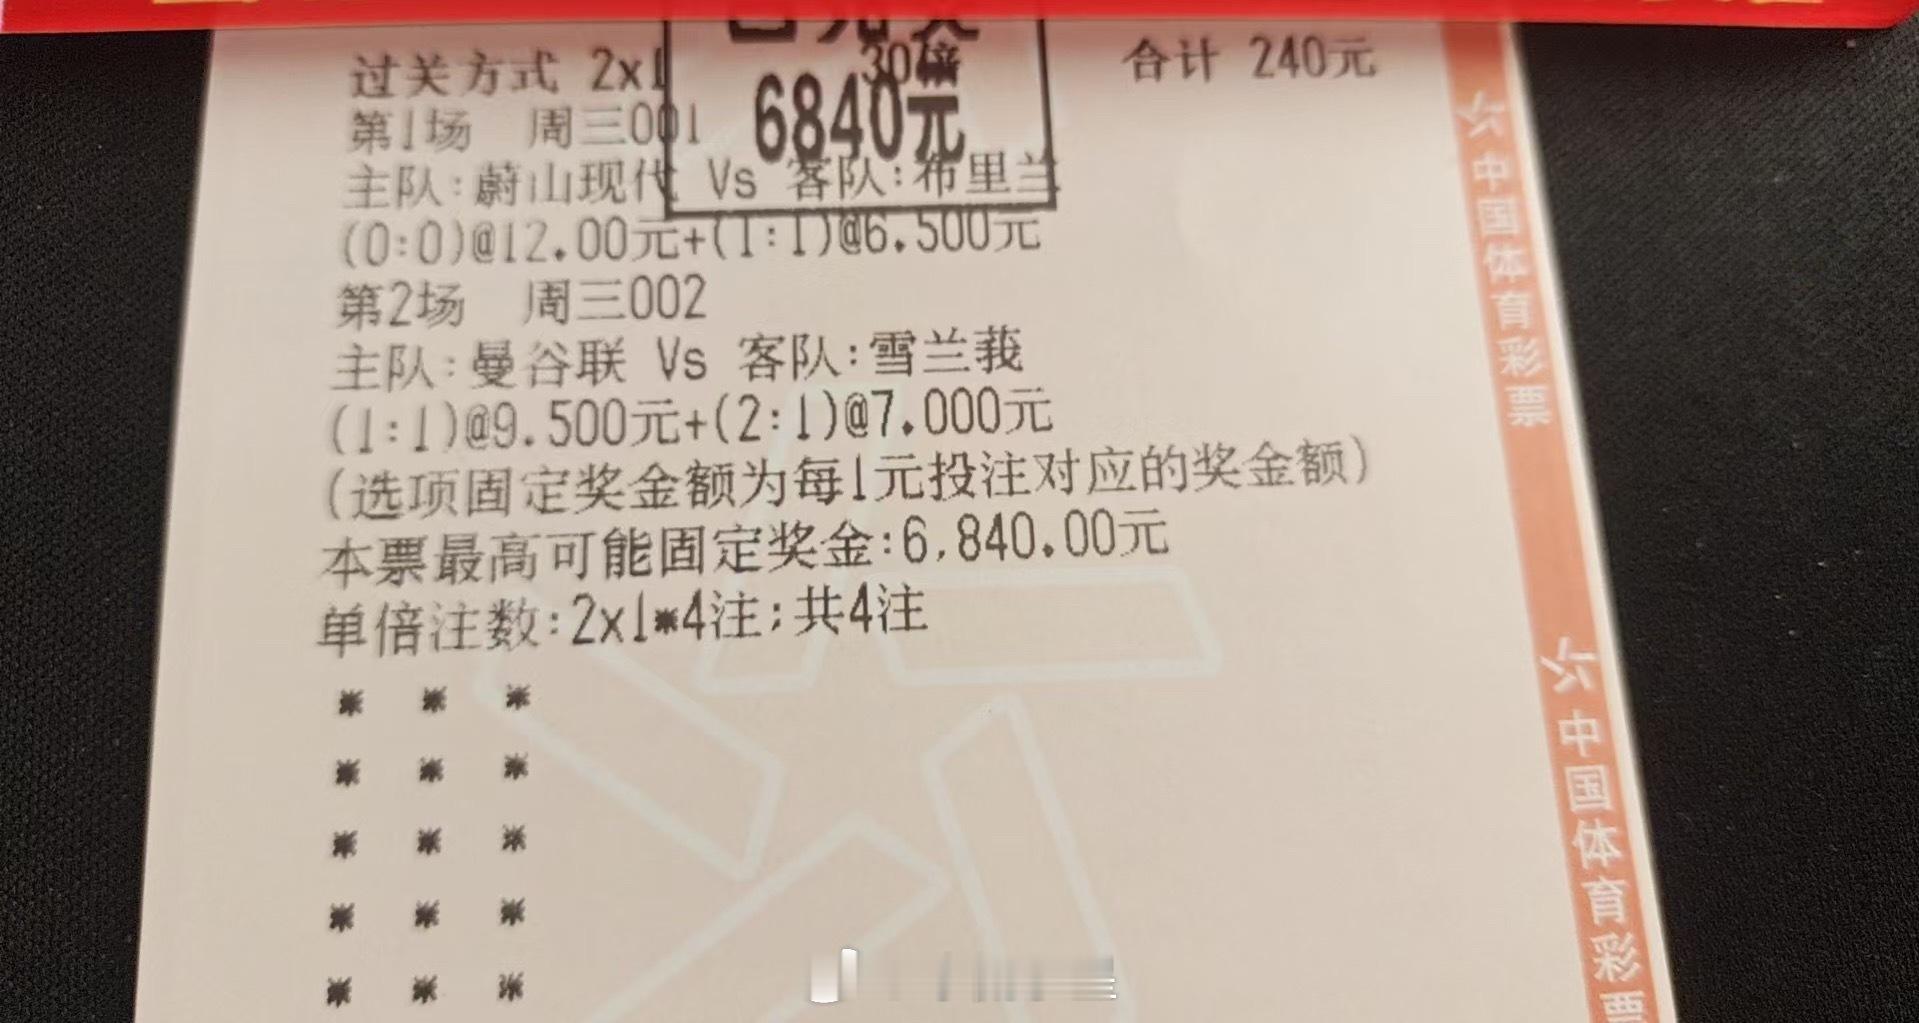 过关方式 2x1 30倍 合计 240元
6840元
第1场 周三001
主队:蔚山现代 Vs 客队:布里兰
(0:0)@12.00元+(1:1)@6.500元
第2场 周三002
主队:曼谷联 Vs 客队:雪兰莪
(1:1)@9.500元+(2:1)@7.000元
(选项固定奖金额为每1元投注对应的奖金额)
本票最高可能固定奖金:6,840.00元
单倍注数:2x1*4注;共4注
* * *
* * *
* * *
* * *
* * *
中国体育彩票
中国体育彩票